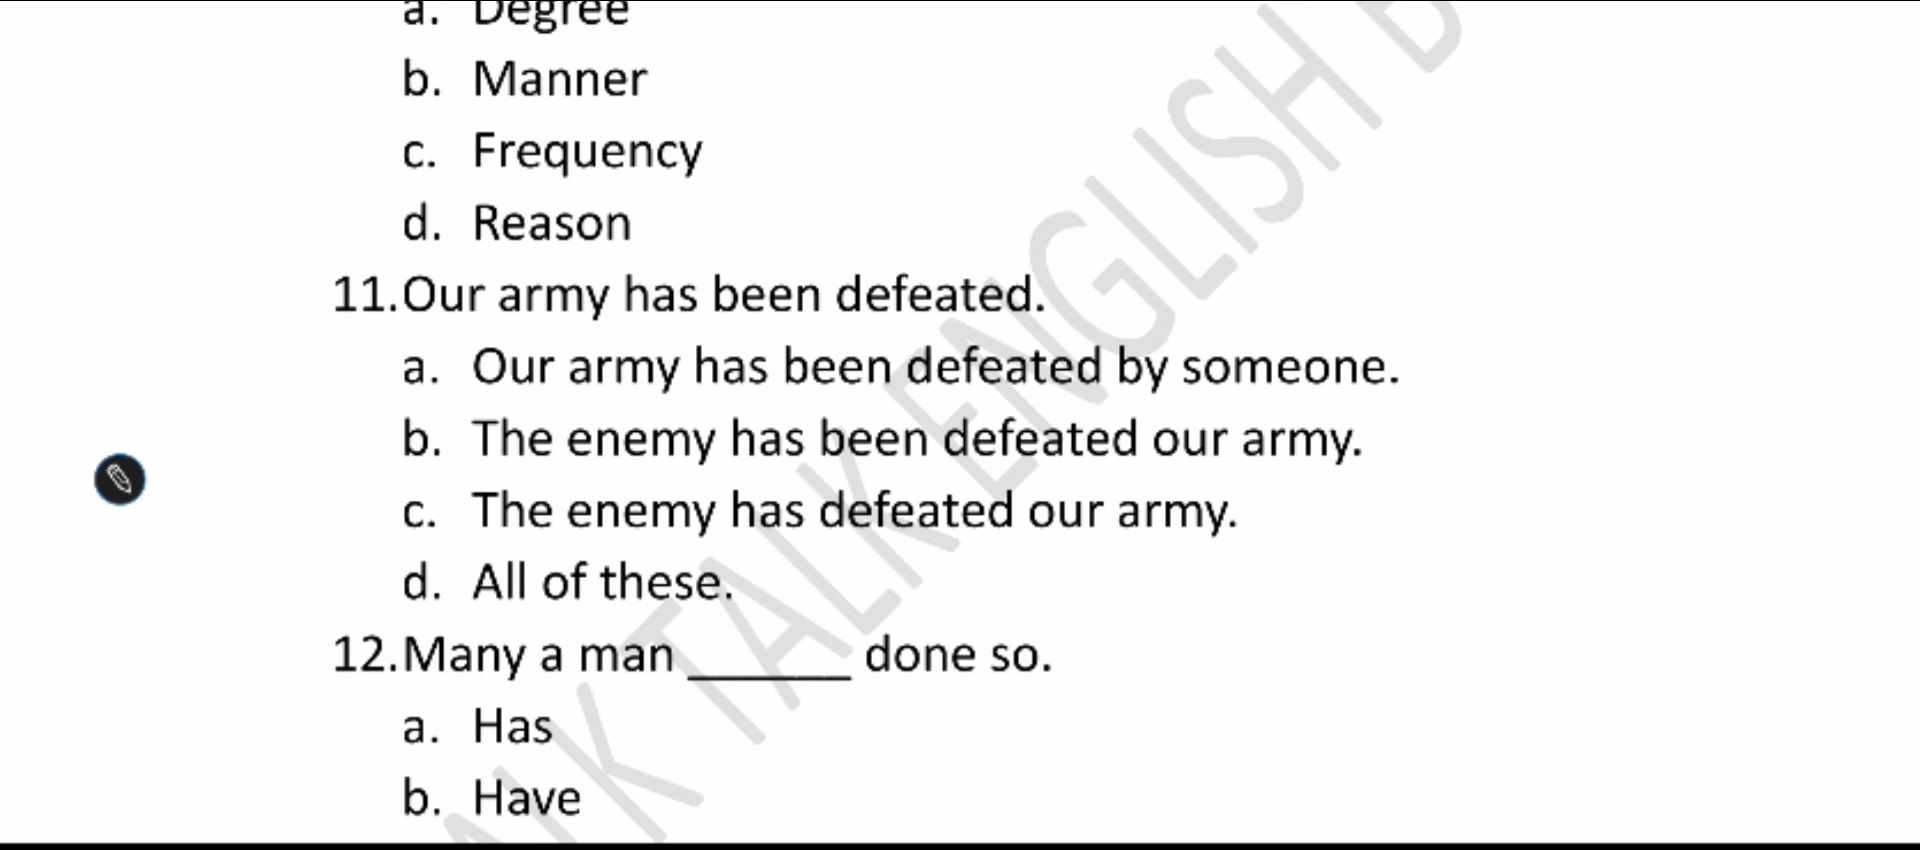 a. Degree
b. Manner
c. Frequency
d. Reason
11.Our army has been defeated.
a. Our army has been defeated by someone.
b. The enemy has been defeated our army.
c. The enemy has defeated our army.
d. All of these.
12.Many a man ______ done so.
a. Has
b. Have
TALK ENGLISH